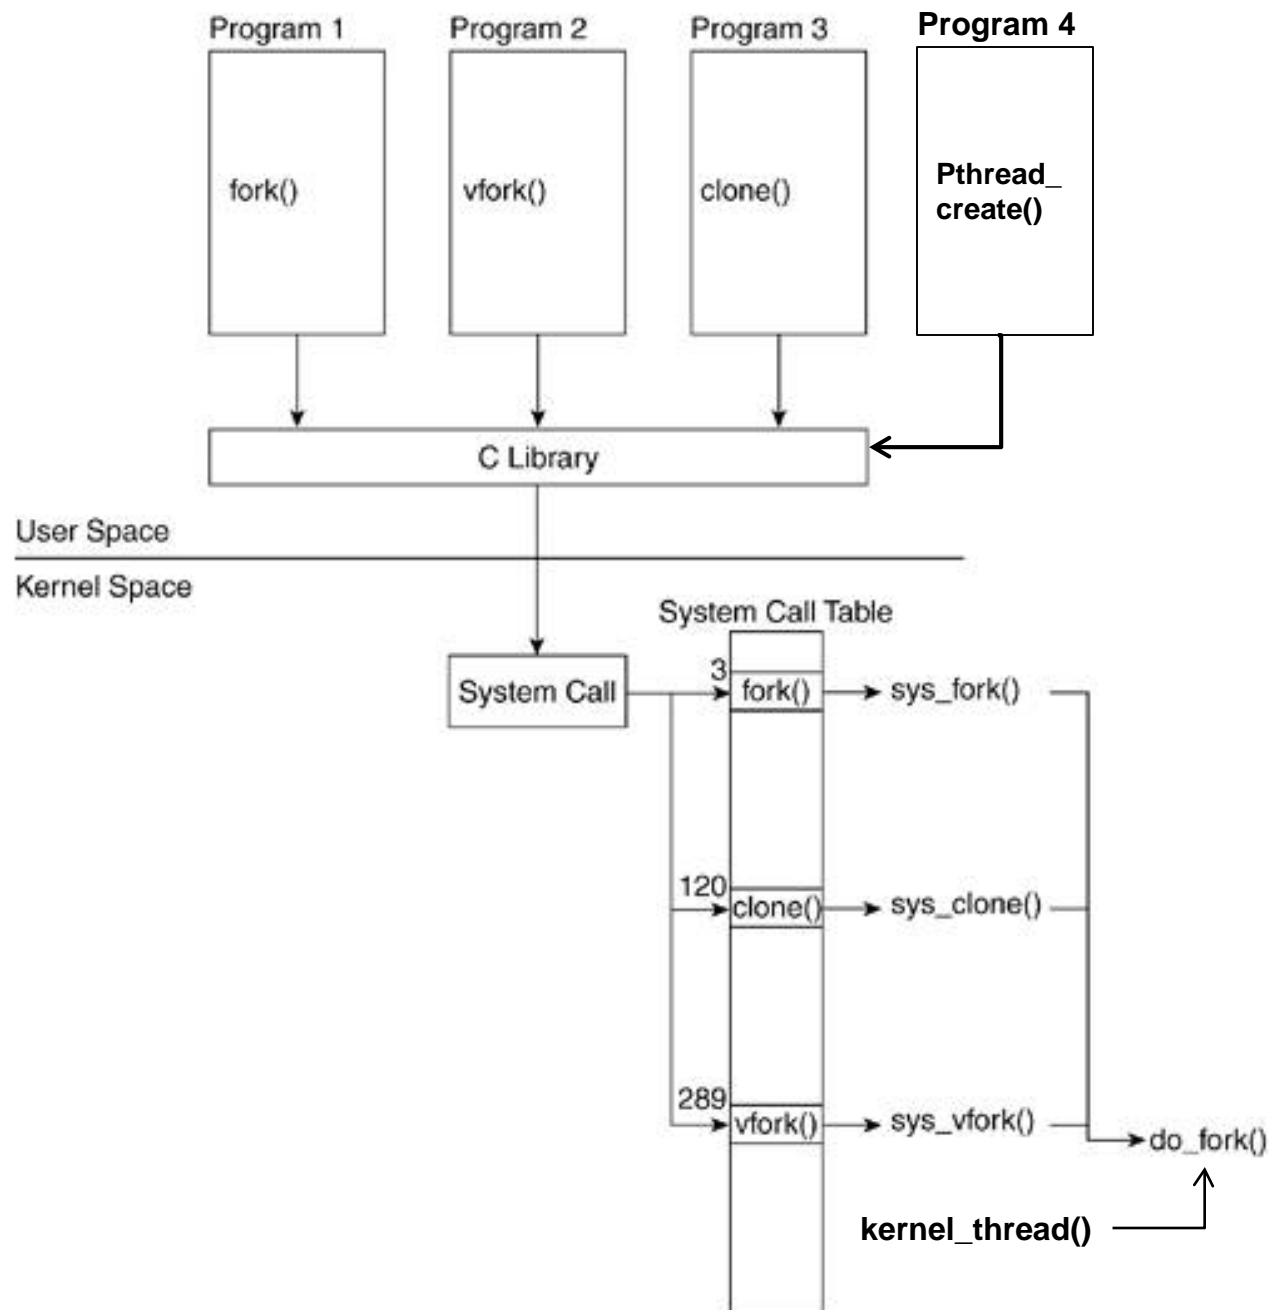 Program 1
Program 2
Program 3
Program 4
fork()
vfork()
clone()
Pthread_
create()
C Library
User Space
Kernel Space
System Call Table
System Call
3
fork()
sys_fork()
120
clone()
sys_clone()
289
vfork()
sys_vfork()
do_fork()
kernel_thread()